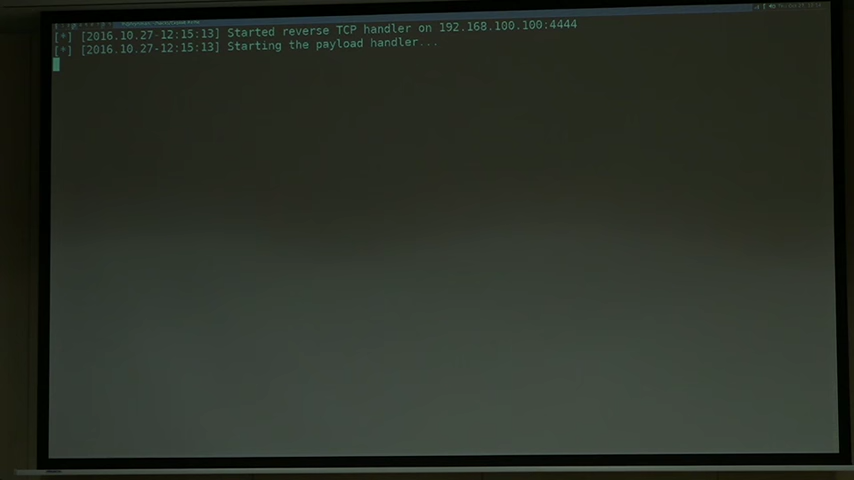 [*] [2016.10.27-12:15:13] Started reverse TCP handler on 192.168.100.100:4444
[*] [2016.10.27-12:15:13] Starting the payload handler...